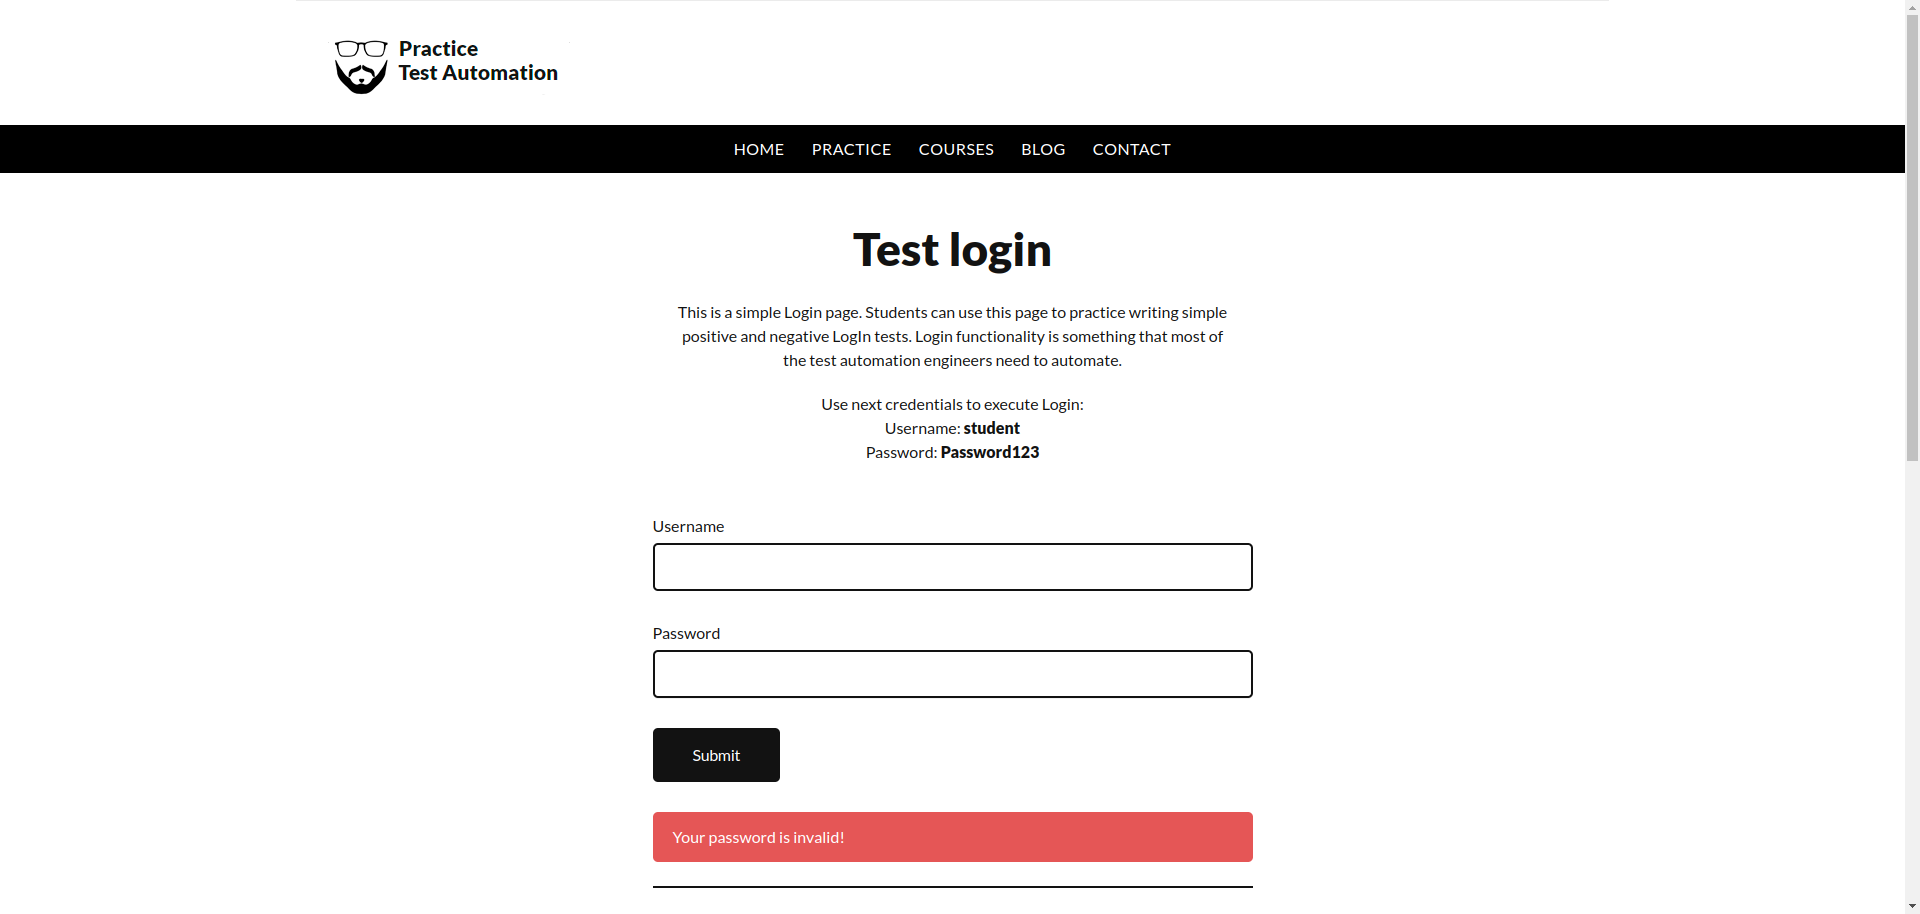 Practice
Test Automation
HOME PRACTICE COURSES BLOG CONTACT
Test login
This is a simple Login page. Students can use this page to practice writing simple
positive and negative LogIn tests. Login functionality is something that most of
the test automation engineers need to automate.
Use next credentials to execute Login:
Username: student
Password: Password123
Username
Password
Submit
Your password is invalid!